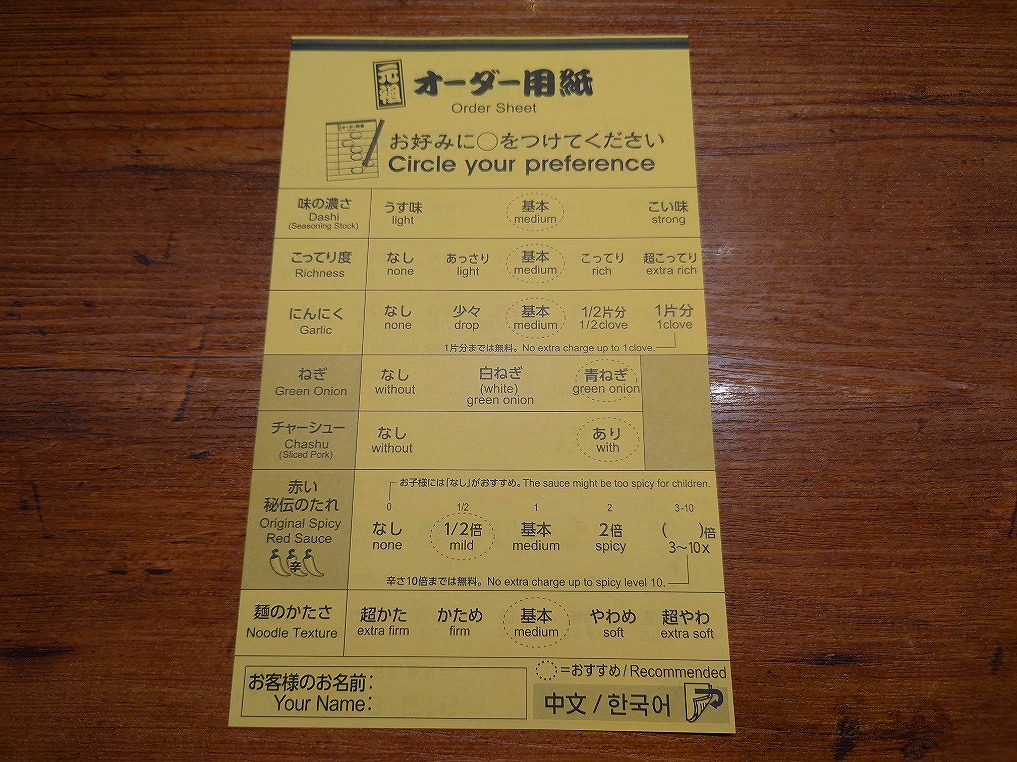 元祖 オーダー用紙
Order Sheet
お好みに○をつけてください
Circle your preference
味の濃さ
Dashi
(Seasoning Stock)
うす味 基本 こい味
light medium strong
こってり度
Richness
なし あっさり 基本 こってり 超こってり
none light medium rich extra rich
にんにく
Garlic
なし 少々 基本 1/2片分 1片分
none drop medium 1/2clove 1clove
1片分までは無料。No extra charge up to 1clove.
ねぎ
Green Onion
なし 白ねぎ 青ねぎ
without (white) green onion
green onion
チャーシュー
Chashu
(Sliced Pork)
なし あり
without with
赤い
秘伝のたれ
Original Spicy
Red Sauce
辛
お子様には「なし」がおすすめ。The sauce might be too spicy for children.
0 1/2 1 2 3-10
なし 1/2倍 基本 2倍 ( )倍
none mild medium spicy 3〜10x
辛さ10倍までは無料。No extra charge up to spicy level 10.
麺のかたさ
Noodle Texture
超かた かため 基本 やわめ 超やわ
extra firm firm medium soft extra soft
=おすすめ/Recommended
お客様のお名前:
Your Name:
中文 / 한국어